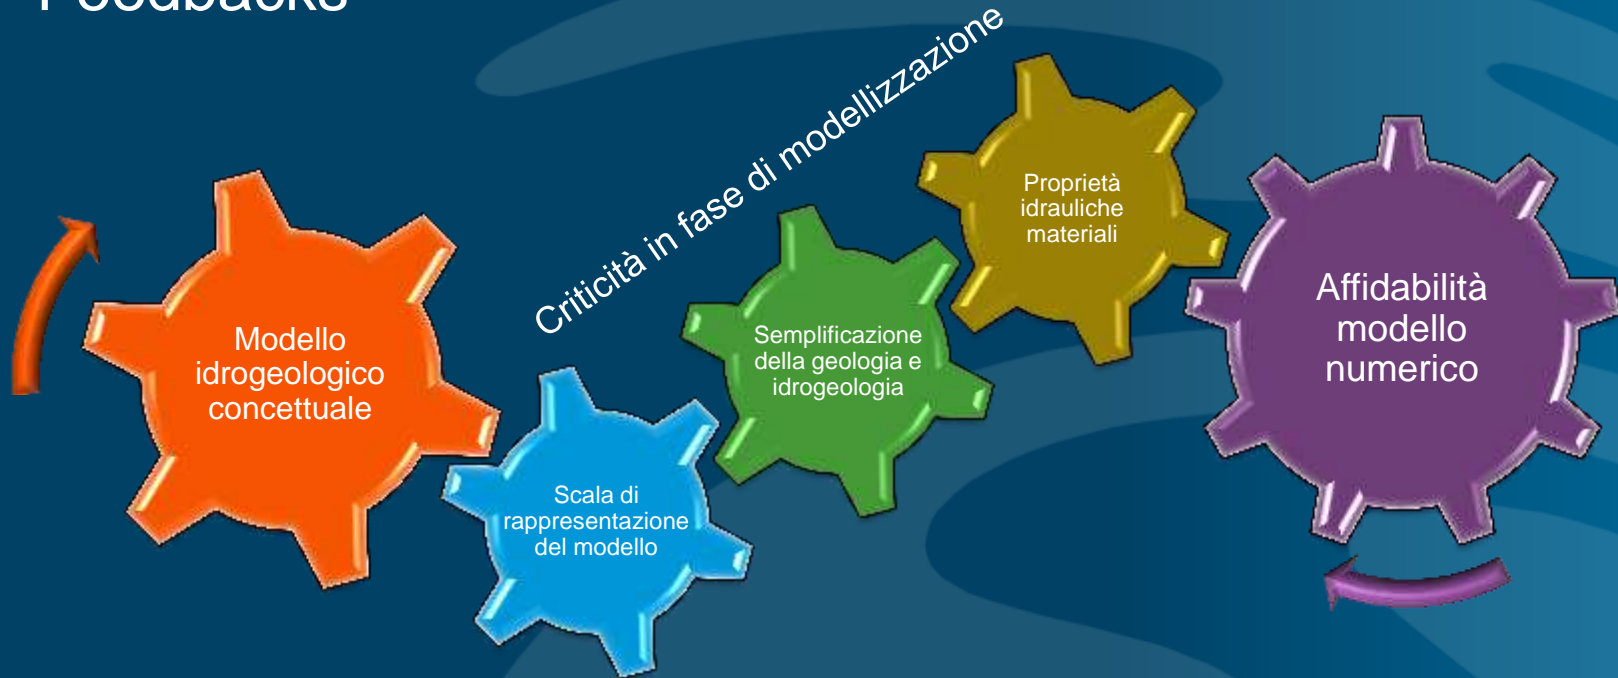 Feedbacks
Criticità in fase di modellizzazione
Modello
idrogeologico
concettuale
Scala di
rappresentazione
del modello
Semplificazione
della geologia e
idrogeologia
Proprietà
idrauliche
materiali
Affidabilità
modello
numerico